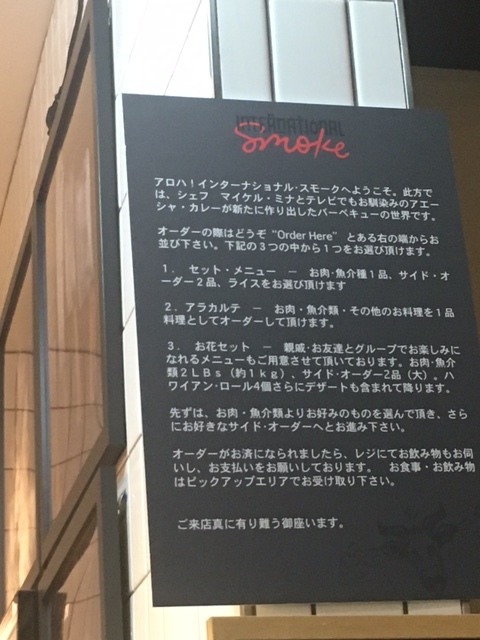 INTERNATIONAL
Smoke
アロハ！インターナショナル・スモークへようこそ。此方で
は、シェフ マイケル・ミナとテレビでもお馴染みのアエー
シャ・カレーが新たに作り出したバーベキューの世界です。
オーダーの際はどうぞ "Order Here" とある右の端からお
並び下さい。下記の３つの中から１つをお選び頂けます
１． セット・メニュー － お肉・魚介種１品、サイド・オ
ーダー２品、ライスをお選び頂けます
２．アラカルテ － お肉・魚介類・その他のお料理を１品
料理としてオーダーして頂けます。
３． お花セット － 親戚・お友達とグループでお楽しみに
なれるメニューもご用意させて頂いております。お肉・魚介
類２ＬＢｓ（約１ｋｇ）、サイド・オーダー2品（大）、ハ
ワイアン・ロール4個さらにデザートも含まれて降ります。
先ずは、お肉・魚介類よりお好みのものを選んで頂き、さら
にお好きなサイド・オーダーへとお進み下さい。
オーダーがお済になられましたら、レジにてお飲み物もお伺
いし、お支払いをお願いしております。 お食事・お飲み物
はピックアップエリアでお受け取り下さい。
ご来店真に有り難う御座います。